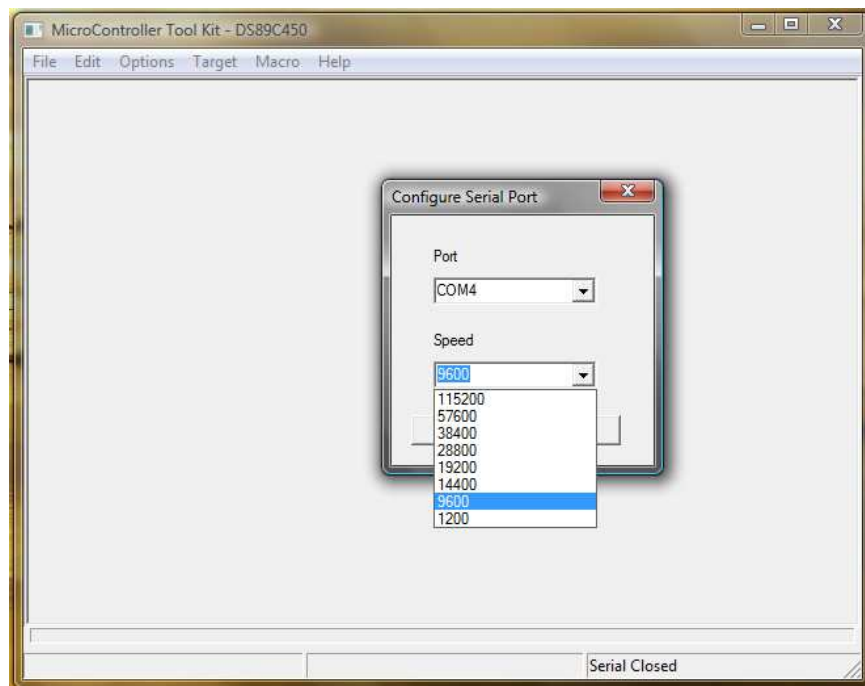 MicroController Tool Kit - DS89C450
File Edit Options Target Macro Help
Configure Serial Port
Port
COM4
Speed
9600
115200
57600
38400
28800
19200
14400
9600
1200
Serial Closed